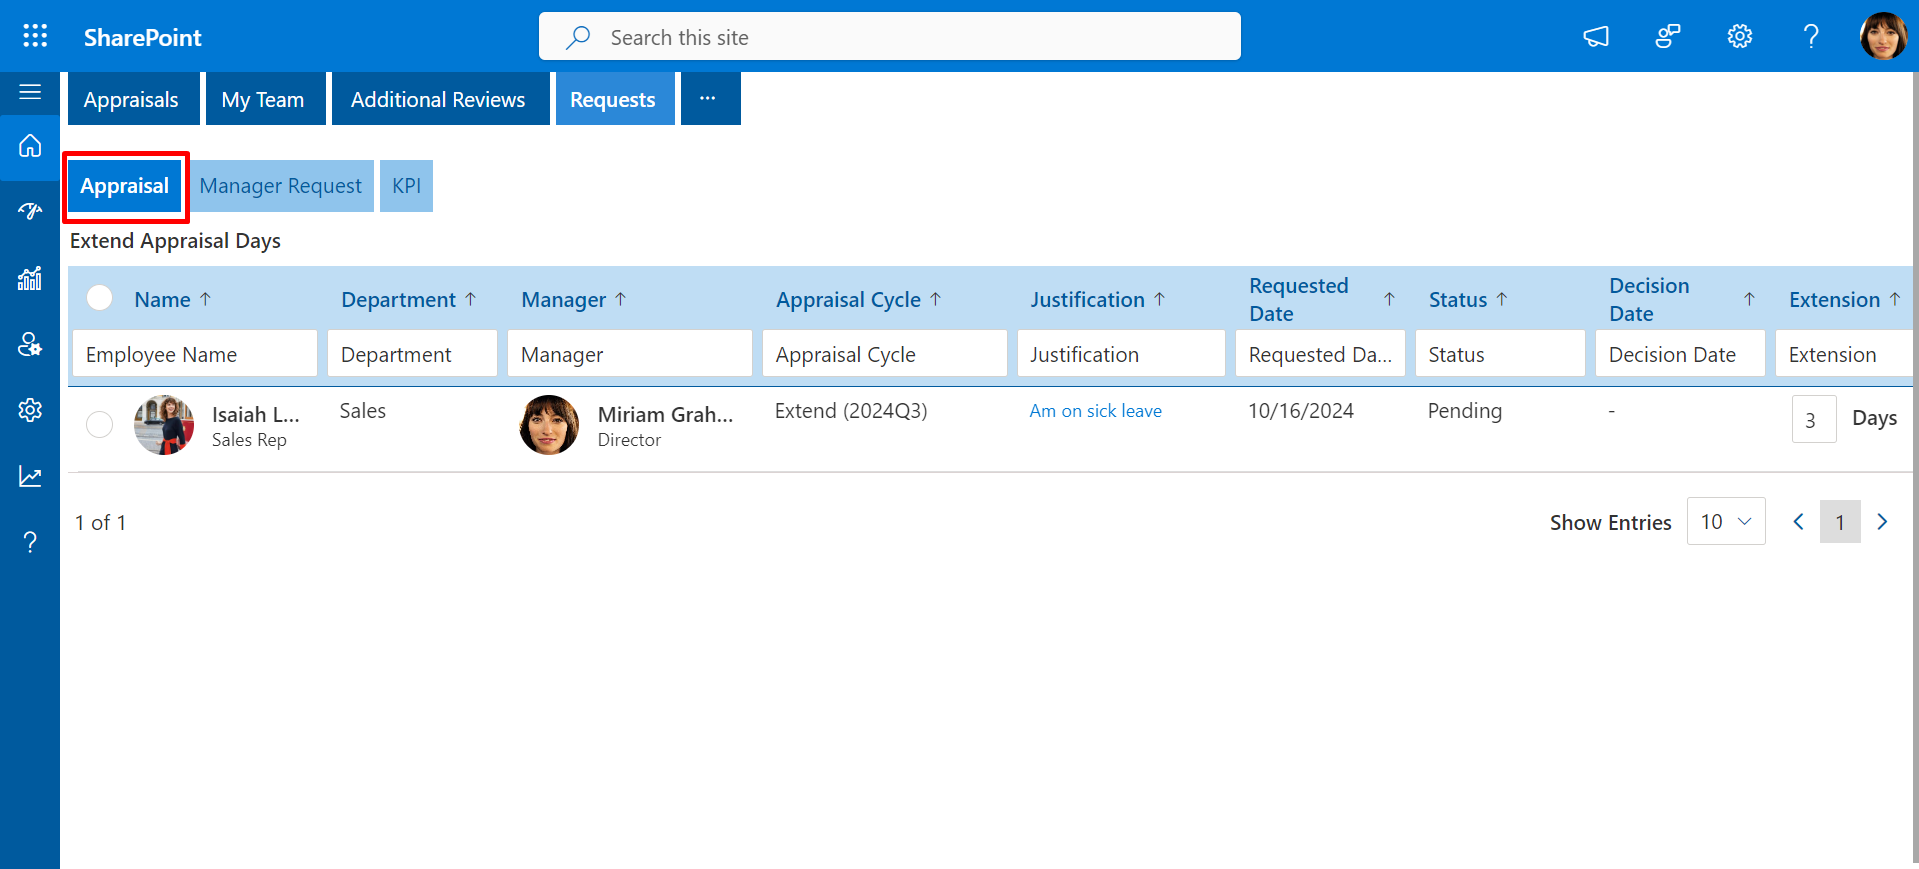 SharePoint
Search this site
Appraisals My Team Additional Reviews Requests ...
Appraisal Manager Request KPI
Extend Appraisal Days
Name ↑ Department ↑ Manager ↑ Appraisal Cycle ↑ Justification ↑ Requested Date ↑ Status ↑ Decision Date ↑ Extension ↑
Employee Name Department Manager Appraisal Cycle Justification Requested Da... Status Decision Date Extension
Isaiah L... Sales Miriam Grah... Extend (2024Q3) Am on sick leave 10/16/2024 Pending - 3 Days
Sales Rep Director
1 of 1 Show Entries 10 1